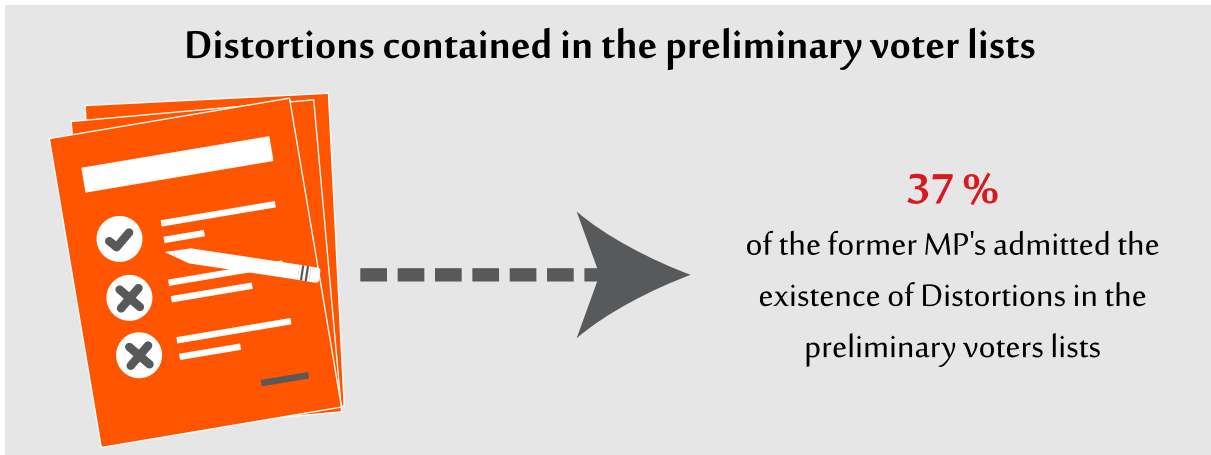 Distortions contained in the preliminary voter lists
37 %
of the former MP's admitted the
existence of Distortions in the
preliminary voters lists